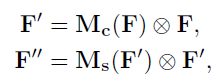 F′ = M_c(F) ⊗ F,
F″ = M_s(F′) ⊗ F′,